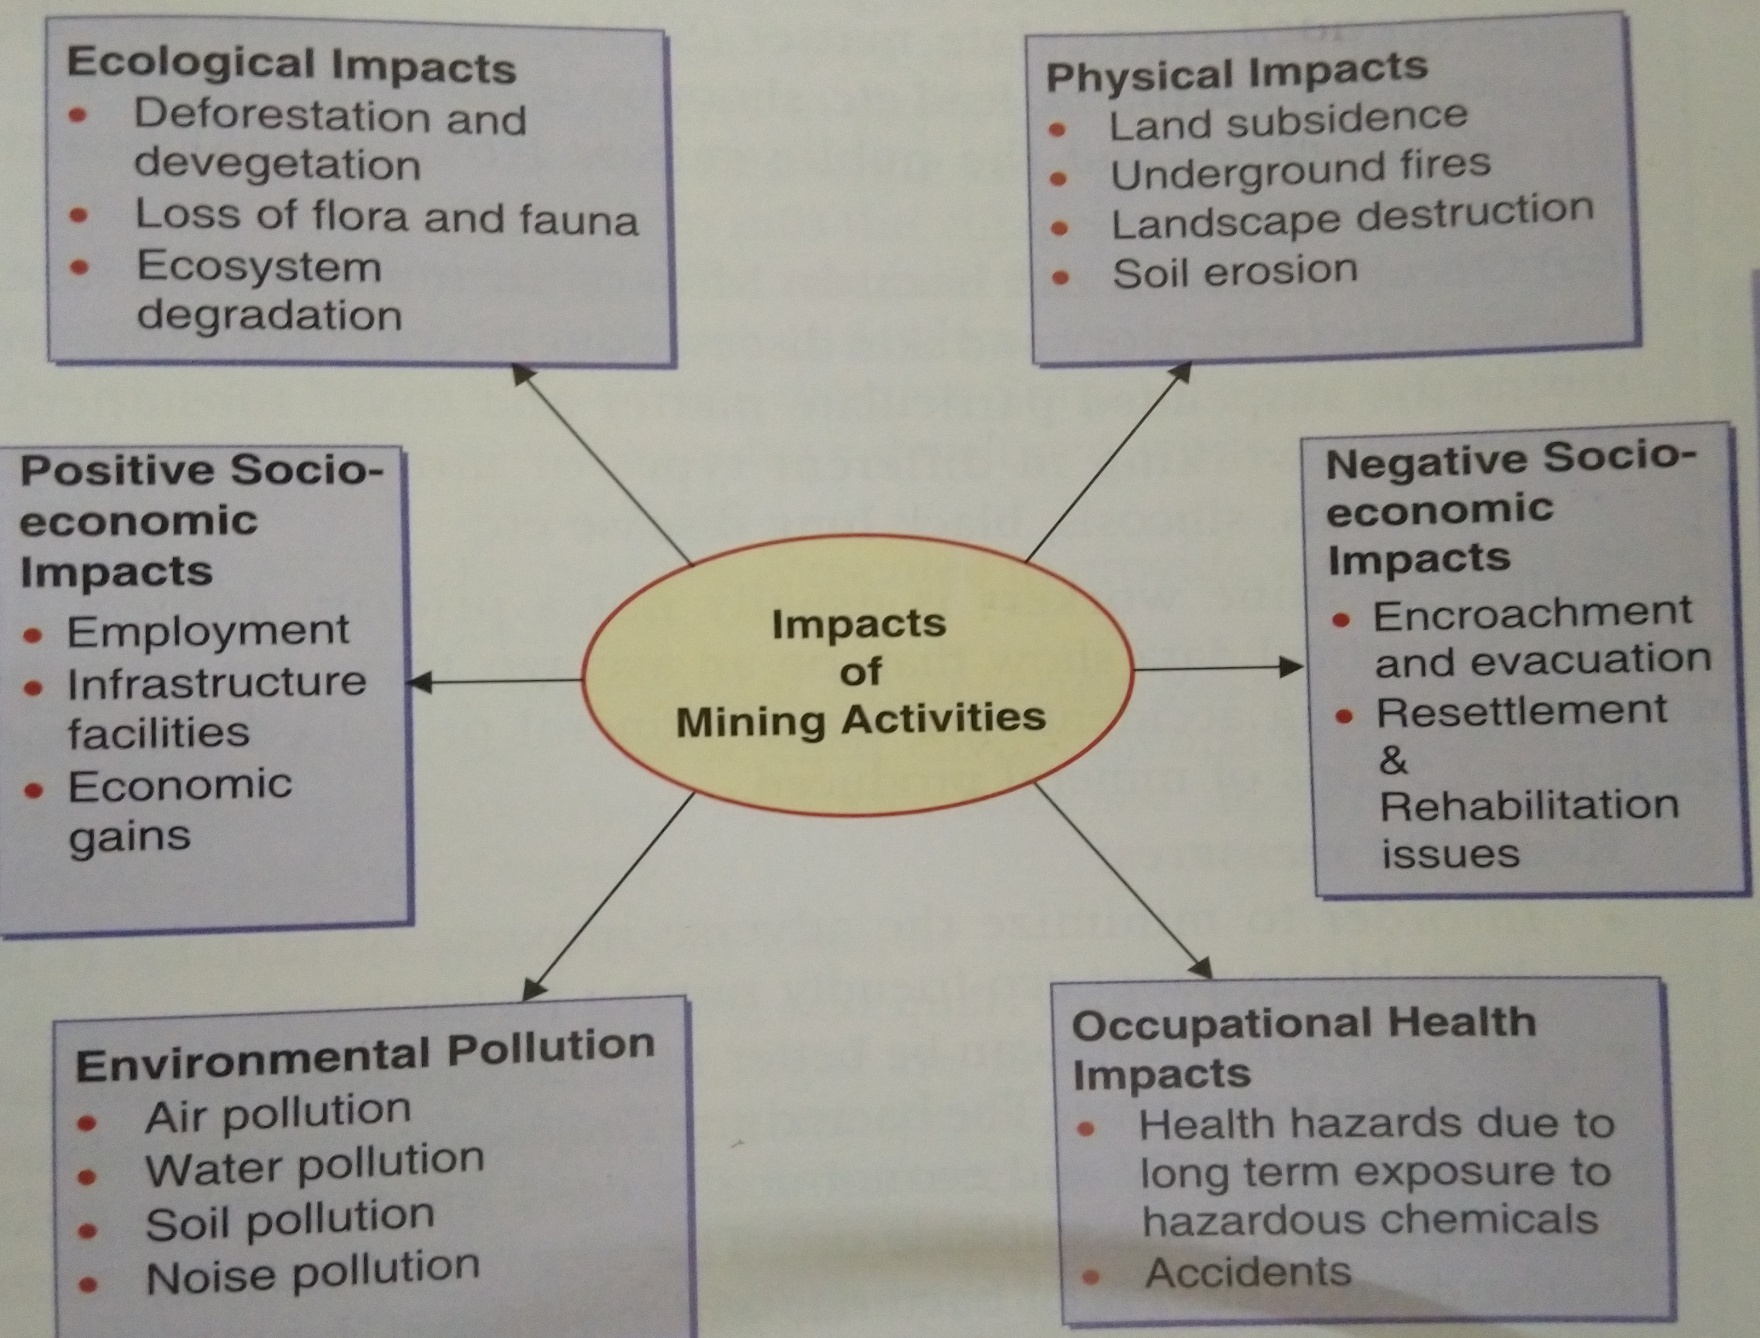 Ecological Impacts
• Deforestation and
devegetation
• Loss of flora and fauna
• Ecosystem
degradation
Physical Impacts
• Land subsidence
• Underground fires
• Landscape destruction
• Soil erosion
Positive Socio-
economic
Impacts
• Employment
• Infrastructure
facilities
• Economic
gains
Impacts
of
Mining Activities
Negative Socio-
economic
Impacts
• Encroachment
and evacuation
• Resettlement
&
Rehabilitation
issues
Environmental Pollution
• Air pollution
• Water pollution
• Soil pollution
• Noise pollution
Occupational Health
Impacts
• Health hazards due to
long term exposure to
hazardous chemicals
• Accidents